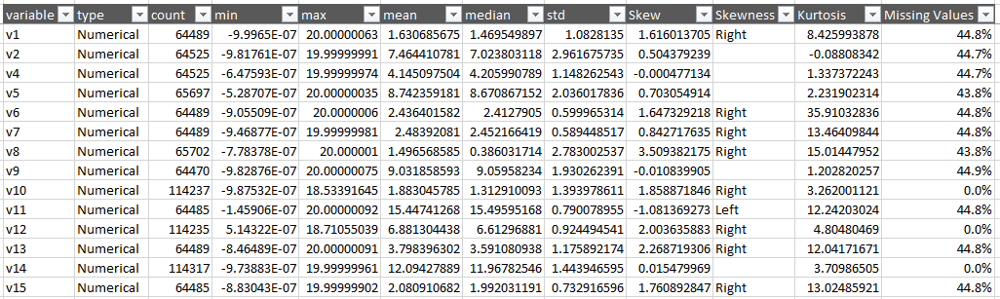 variable type count min max mean median std Skew Skewness Kurtosis Missing Values
v1 Numerical 64489 -9.9965E-07 20.00000063 1.630685675 1.469549897 1.0828135 1.616013705 Right 8.425993878 44.8%
v2 Numerical 64525 -9.81761E-07 19.99999991 7.464410781 7.023803118 2.961675735 0.504379239 -0.08808342 44.7%
v4 Numerical 64525 -6.47593E-07 19.99999974 4.145097504 4.205990789 1.148262543 -0.000477134 1.337372243 44.7%
v5 Numerical 65697 -5.28707E-07 20.00000035 8.742359181 8.670867152 2.036017836 0.703054914 2.231902314 43.8%
v6 Numerical 64489 -9.05509E-07 20.0000006 2.436401582 2.4127905 0.599965314 1.647329218 Right 35.91032836 44.8%
v7 Numerical 64489 -9.46877E-07 19.99999981 2.48392081 2.452166419 0.589448517 0.842717635 Right 13.46409844 44.8%
v8 Numerical 65702 -7.78378E-07 20.000001 1.496568585 0.386031714 2.783002537 3.509382175 Right 15.01447952 43.8%
v9 Numerical 64470 -9.82876E-07 20.00000075 9.031858593 9.05958234 1.930262391 -0.010839905 1.202820257 44.9%
v10 Numerical 114237 -9.87532E-07 18.53391645 1.883045785 1.312910093 1.393978611 1.858871846 Right 3.262001121 0.0%
v11 Numerical 64485 -1.45906E-07 20.00000092 15.44741268 15.49595168 0.790078955 -1.081369273 Left 12.24203024 44.8%
v12 Numerical 114235 5.14322E-07 18.71055039 6.881304438 6.61296881 0.924494541 2.003635883 Right 4.80480469 0.0%
v13 Numerical 64489 -8.46489E-07 20.00000091 3.798396302 3.591080938 1.175892174 2.268719306 Right 12.04171671 44.8%
v14 Numerical 114317 -9.73883E-07 19.99999961 12.09427889 11.96782546 1.443946595 0.015479969 3.70986505 0.0%
v15 Numerical 64485 -8.83043E-07 19.99999902 2.080910682 1.992031191 0.732916596 1.760892847 Right 13.02485921 44.8%